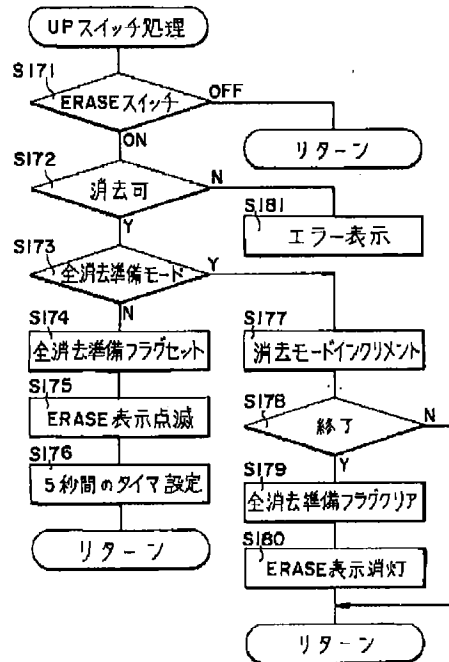 UPスイッチ処理
S171
ERASEスイッチ
OFF
ON
リターン
S172
消去可
N
Y
S181
エラー表示
S173
全消去準備モード
Y
N
S174
全消去準備フラグセット
S177
消去モードインクリメント
S175
ERASE表示点滅
S178
終了
N
Y
S176
5秒間のタイマ設定
S179
全消去準備フラグクリア
リターン
S180
ERASE表示消灯
リターン